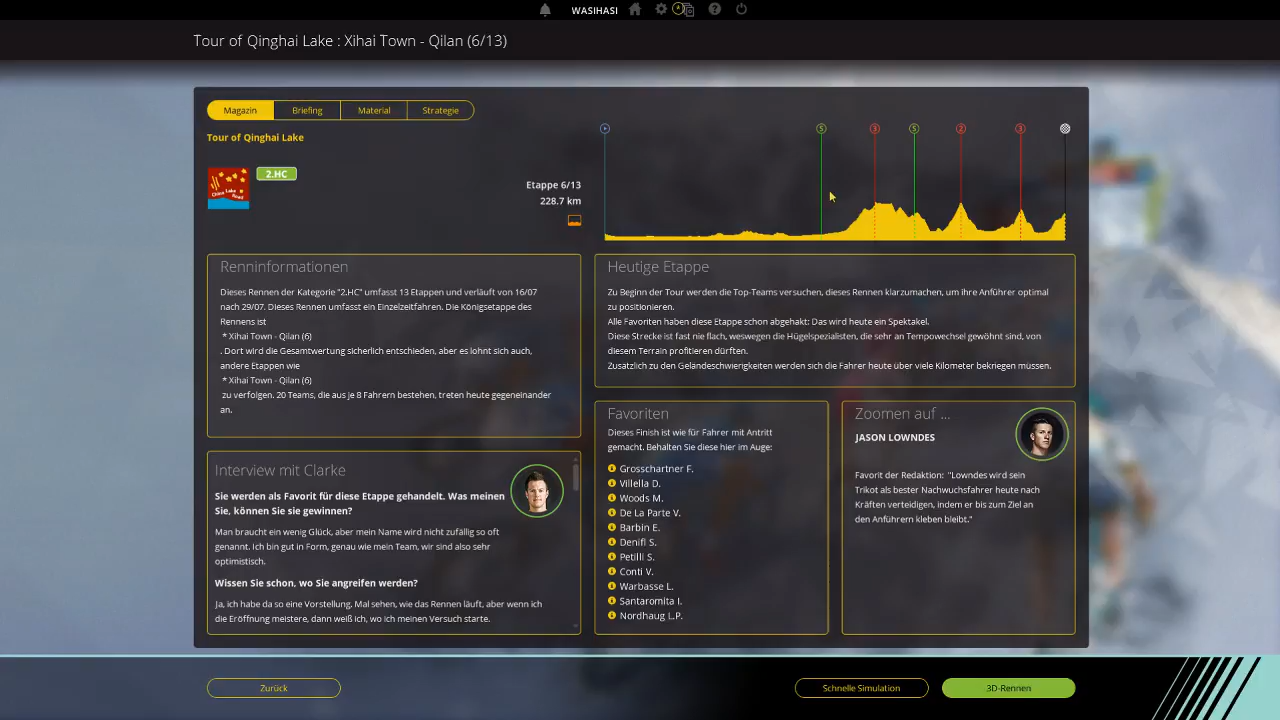 WASIHASI
Tour of Qinghai Lake : Xihai Town - Qilan (6/13)
Magazin
Briefing
Material
Strategie
Tour of Qinghai Lake
2.HC
Etappe 6/13
228.7 km
S
3
S
2
3
Renninformationen
Dieses Rennen der Kategorie "2.HC" umfasst 13 Etappen und verläuft von 16/07
nach 29/07. Dieses Rennen umfasst ein Einzelzeitfahren. Die Königsetappe des
Rennens ist
* Xihai Town - Qilan (6)
. Dort wird die Gesamtwertung sicherlich entschieden, aber es lohnt sich auch,
andere Etappen wie
* Xihai Town - Qilan (6)
zu verfolgen. 20 Teams, die aus je 8 Fahrern bestehen, treten heute gegeneinander
an.
Heutige Etappe
Zu Beginn der Tour werden die Top-Teams versuchen, dieses Rennen klarzumachen, um ihre Anführer optimal
zu positionieren.
Alle Favoriten haben diese Etappe schon abgehakt: Das wird heute ein Spektakel.
Diese Strecke ist fast nie flach, weswegen die Hügelspezialisten, die sehr an Tempowechsel gewöhnt sind, von
diesem Terrain profitieren dürften.
Zusätzlich zu den Geländeschwierigkeiten werden sich die Fahrer heute über viele Kilometer bekriegen müssen.
Interview mit Clarke
Sie werden als Favorit für diese Etappe gehandelt. Was meinen
Sie, können Sie sie gewinnen?
Man braucht ein wenig Glück, aber mein Name wird nicht zufällig so oft
genannt. Ich bin gut in Form, genau wie mein Team, wir sind also sehr
optimistisch.
Wissen Sie schon, wo Sie angreifen werden?
Ja, ich habe da so eine Vorstellung. Mal sehen, wie das Rennen läuft, aber wenn ich
die Eröffnung meistere, dann weiß ich, wo ich meinen Versuch starte.
Favoriten
Dieses Finish ist wie für Fahrer mit Antritt
gemacht. Behalten Sie diese hier im Auge:
Grosschartner F.
Villella D.
Woods M.
De La Parte V.
Barbin E.
Denifl S.
Petilli S.
Conti V.
Warbasse L.
Santaromita I.
Nordhaug L.P.
Zoomen auf ...
JASON LOWNDES
Favorit der Redaktion: "Lowndes wird sein
Trikot als bester Nachwuchsfahrer heute nach
Kräften verteidigen, indem er bis zum Ziel an
den Anführern kleben bleibt."
Zurück
Schnelle Simulation
3D-Rennen